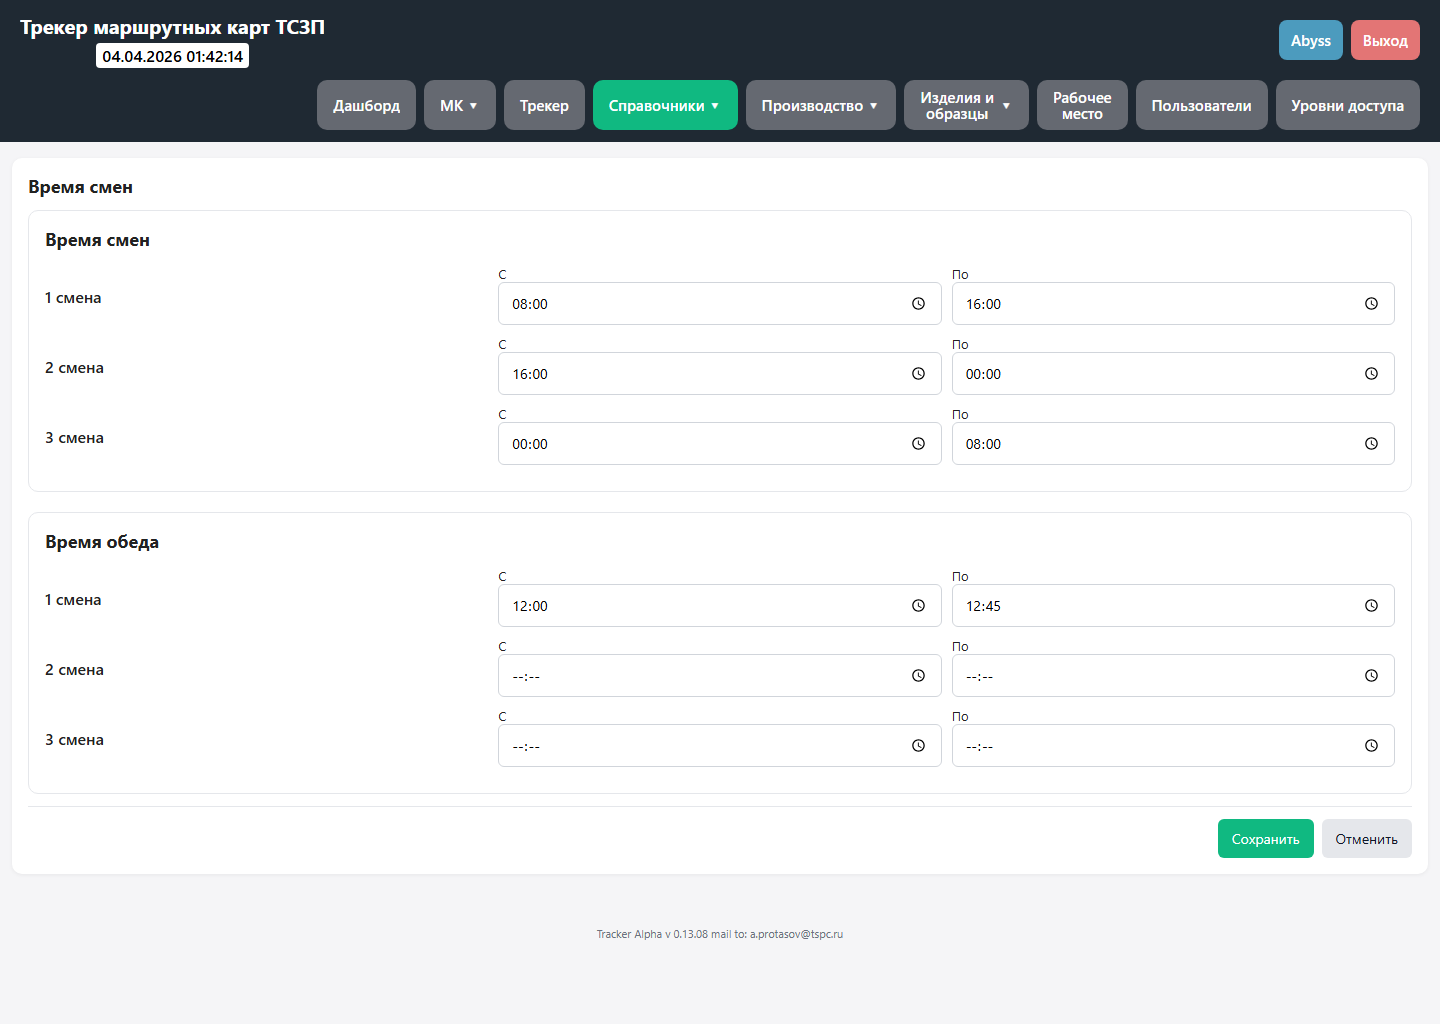 Трекер маршрутных карт ТСЗП
04.04.2026 01:42:14
Abyss
Выход
Дашборд
МК ▼
Трекер
Справочники ▼
Производство ▼
Изделия и
образцы ▼
Рабочее
место
Пользователи
Уровни доступа
Время смен
Время смен
С
По
1 смена
08:00
16:00
С
По
2 смена
16:00
00:00
С
По
3 смена
00:00
08:00
Время обеда
С
По
1 смена
12:00
12:45
С
По
2 смена
--:--
--:--
С
По
3 смена
--:--
--:--
Сохранить
Отменить
Tracker Alpha v 0.13.08 mail to: a.protasov@tspc.ru